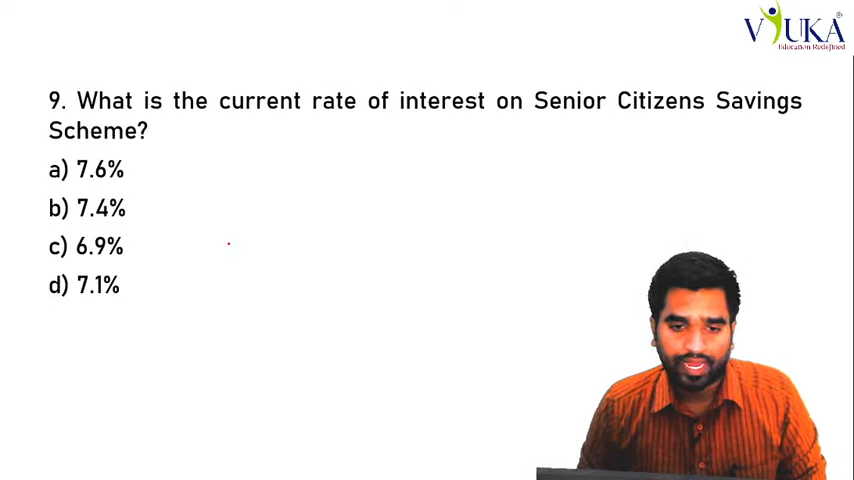 V UKA
Education Redefined
9. What is the current rate of interest on Senior Citizens Savings
Scheme?
a) 7.6%
b) 7.4%
c) 6.9%
d) 7.1%